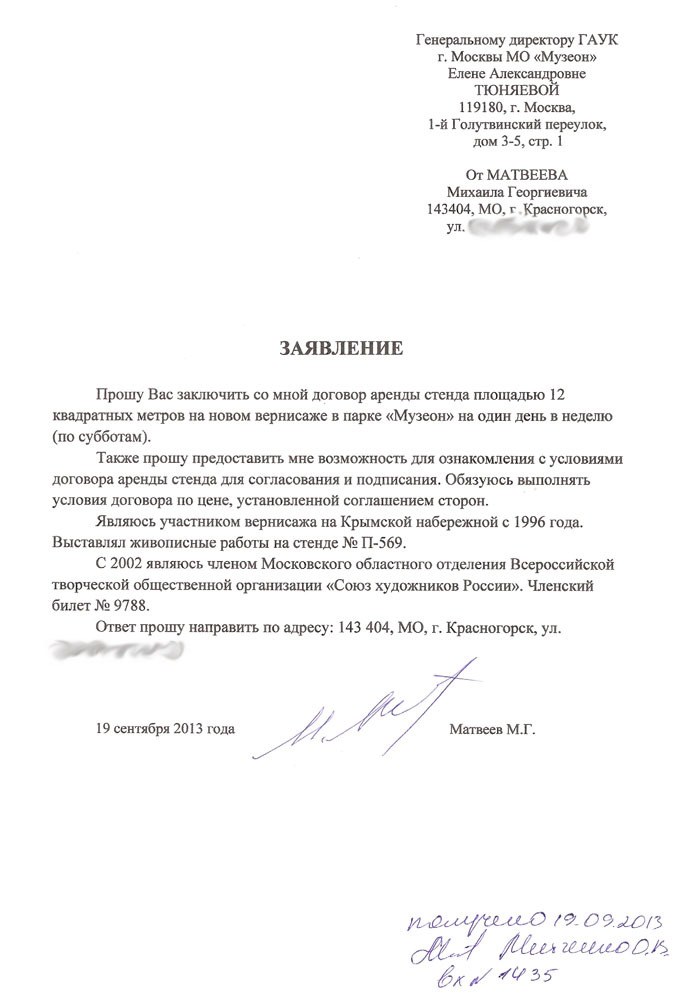 Генеральному директору ГАУК
г. Москвы МО «Музеон»
Елене Александровне
ТЮНЯЕВОЙ
119180, г. Москва,
1-й Голутвинский переулок,
дом 3-5, стр. 1
От МАТВЕЕВА
Михаила Георгиевича
143404, МО, г. Красногорск,
ул.
ЗАЯВЛЕНИЕ
Прошу Вас заключить со мной договор аренды стенда площадью 12
квадратных метров на новом вернисаже в парке «Музеон» на один день в неделю
(по субботам).
Также прошу предоставить мне возможность для ознакомления с условиями
договора аренды стенда для согласования и подписания. Обязуюсь выполнять
условия договора по цене, установленной соглашением сторон.
Являюсь участником вернисажа на Крымской набережной с 1996 года.
Выставлял живописные работы на стенде № П-569.
С 2002 являюсь членом Московского областного отделения Всероссийской
творческой общественной организации «Союз художников России». Членский
билет № 9788.
Ответ прошу направить по адресу: 143 404, МО, г. Красногорск, ул.
19 сентября 2013 года
Матвеев М.Г.
получено 19.09.2013
О.В.
Вх № 1435